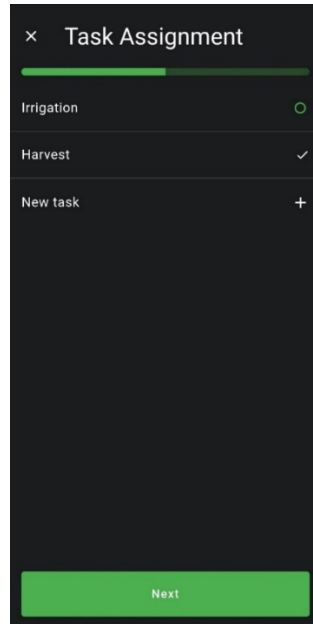 Task Assignment
Irrigation
Harvest
New task
Next